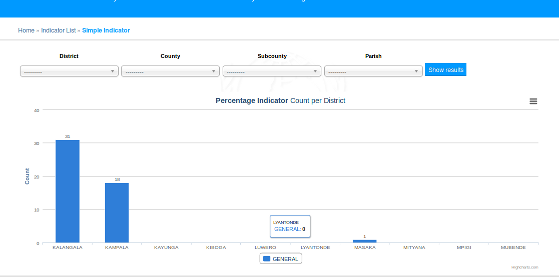 Home » Indicator List » Simple Indicator
District County Subcounty Parish
--------- --------- --------- --------- Show results
Percentage Indicator Count per District
40
30
20
10
0
Count
31
18
1
LYANTONDE
GENERAL: 0
KALANGALA KAMPALA KAYUNGA KIBOGA LUWERO LYANTONDE MASAKA MITYANA MPIGI MUBENDE
GENERAL
Highcharts.com